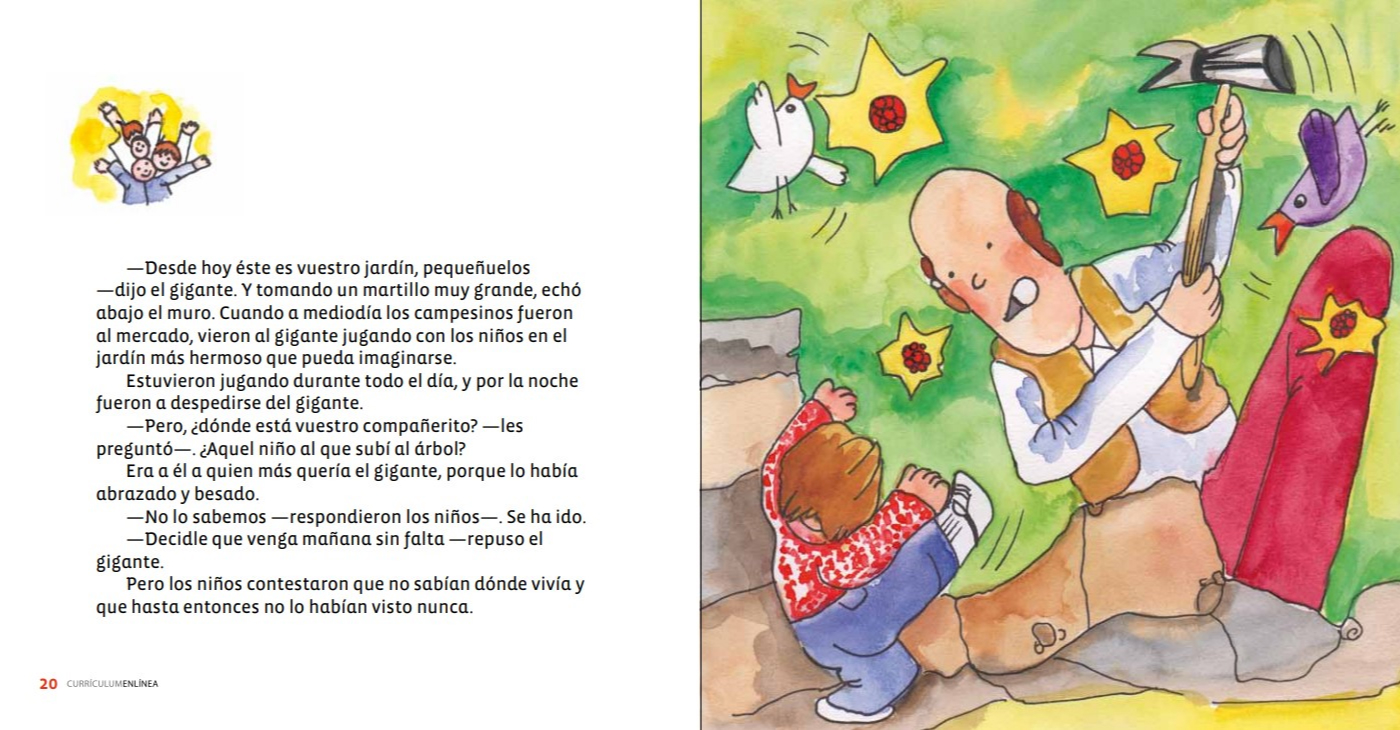 —Desde hoy éste es vuestro jardín, pequeñuelos
—dijo el gigante. Y tomando un martillo muy grande, echó
abajo el muro. Cuando a mediodía los campesinos fueron
al mercado, vieron al gigante jugando con los niños en el
jardín más hermoso que pueda imaginarse.
Estuvieron jugando durante todo el día, y por la noche
fueron a despedirse del gigante.
—Pero, ¿dónde está vuestro compañerito? —les
preguntó—. ¿Aquel niño al que subí al árbol?
Era a él a quien más quería el gigante, porque lo había
abrazado y besado.
—No lo sabemos —respondieron los niños—. Se ha ido.
—Decidle que venga mañana sin falta —repuso el
gigante.
Pero los niños contestaron que no sabían dónde vivía y
que hasta entonces no lo habían visto nunca.
20 CURRÍCULUMENLÍNEA